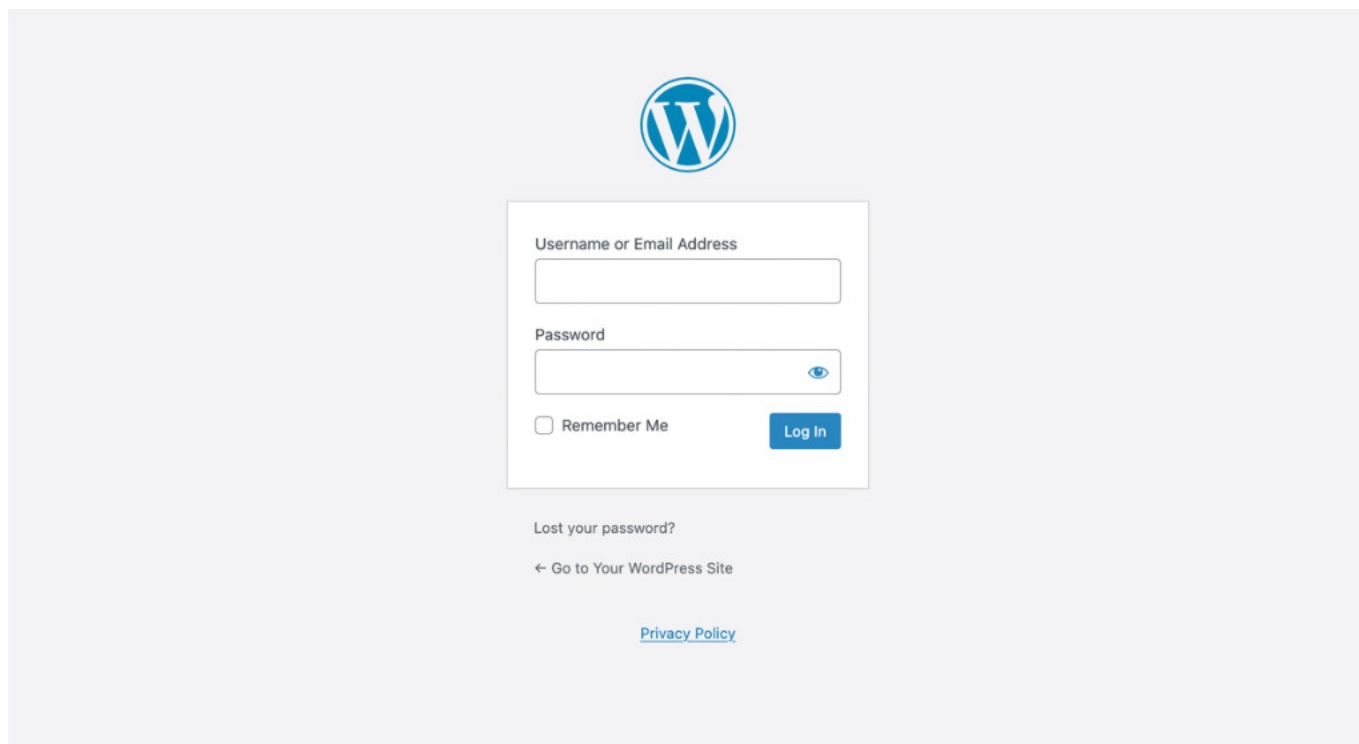 Username or Email Address
Password
Remember Me
Log In
Lost your password?
← Go to Your WordPress Site
Privacy Policy